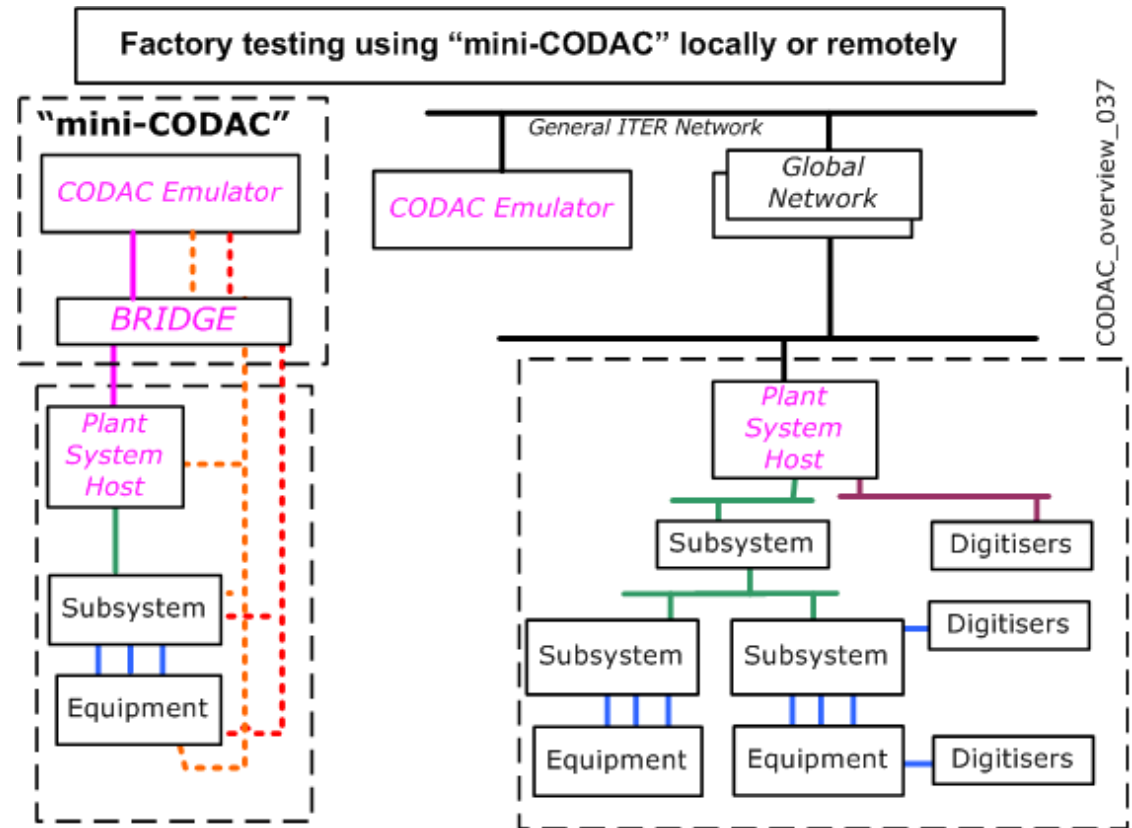 Factory testing using “mini-CODAC” locally or remotely
“mini-CODAC”
CODAC Emulator
BRIDGE
Plant
System
Host
Subsystem
Equipment
General ITER Network
CODAC Emulator
Global
Network
CODAC_overview_037
Plant
System
Host
Subsystem
Digitisers
Subsystem
Subsystem
Digitisers
Equipment
Equipment
Digitisers